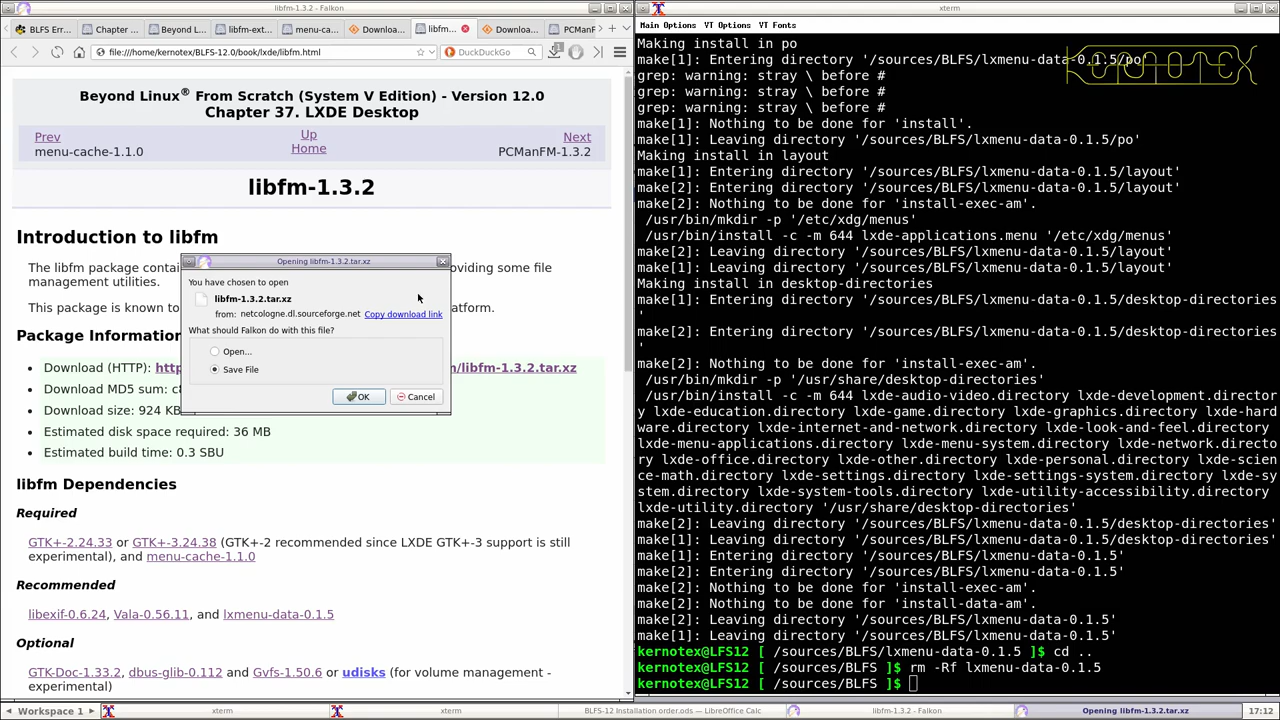 libfm-1.3.2 - Falkon
BLFS Err...
Chapter ...
Beyond L...
libfm-ext...
menu-ca...
Downloa...
libfm...
Downloa...
PCManF
file:///home/kernotex/BLFS-12.0/book/lxde/libfm.html
DuckDuckGo
Beyond Linux® From Scratch (System V Edition) - Version 12.0
Chapter 37. LXDE Desktop
Prev
Up
Next
menu-cache-1.1.0
Home
PCManFM-1.3.2
libfm-1.3.2
Introduction to libfm
The libfm package contai
oviding some file
management utilities.
This package is known to
atform.
Package Information
Download (HTTP): http
m/libfm-1.3.2.tar.xz
Download MD5 sum: c8
Download size: 924 KB
Estimated disk space required: 36 MB
Estimated build time: 0.3 SBU
libfm Dependencies
Required
GTK+-2.24.33 or GTK+-3.24.38 (GTK+-2 recommended since LXDE GTK+-3 support is still
experimental), and menu-cache-1.1.0
Recommended
libexif-0.6.24, Vala-0.56.11, and lxmenu-data-0.1.5
Optional
GTK-Doc-1.33.2, dbus-glib-0.112 and Gvfs-1.50.6 or udisks (for volume management -
experimental)
Opening libfm-1.3.2.tar.xz
You have chosen to open
libfm-1.3.2.tar.xz
from: netcologne.dl.sourceforge.net Copy download link
What should Falkon do with this file?
Open...
Save File
OK
Cancel
xterm
Main Options VT Options VT Fonts
KERNOTEX
Making install in po
make[1]: Entering directory '/sources/BLFS/lxmenu-data-0.1.5/po'
grep: warning: stray \ before #
grep: warning: stray \ before #
grep: warning: stray \ before #
make[1]: Nothing to be done for 'install'.
make[1]: Leaving directory '/sources/BLFS/lxmenu-data-0.1.5/po'
Making install in layout
make[1]: Entering directory '/sources/BLFS/lxmenu-data-0.1.5/layout'
make[2]: Entering directory '/sources/BLFS/lxmenu-data-0.1.5/layout'
make[2]: Nothing to be done for 'install-exec-am'.
/usr/bin/mkdir -p '/etc/xdg/menus'
/usr/bin/install -c -m 644 lxde-applications.menu '/etc/xdg/menus'
make[2]: Leaving directory '/sources/BLFS/lxmenu-data-0.1.5/layout'
make[1]: Leaving directory '/sources/BLFS/lxmenu-data-0.1.5/layout'
Making install in desktop-directories
make[1]: Entering directory '/sources/BLFS/lxmenu-data-0.1.5/desktop-directories
'
make[2]: Entering directory '/sources/BLFS/lxmenu-data-0.1.5/desktop-directories
'
make[2]: Nothing to be done for 'install-exec-am'.
/usr/bin/mkdir -p '/usr/share/desktop-directories'
/usr/bin/install -c -m 644 lxde-audio-video.directory lxde-development.director
y lxde-education.directory lxde-game.directory lxde-graphics.directory lxde-hard
ware.directory lxde-internet-and-network.directory lxde-look-and-feel.directory
lxde-menu-applications.directory lxde-menu-system.directory lxde-network.directo
ry lxde-office.directory lxde-other.directory lxde-personal.directory lxde-scien
ce-math.directory lxde-settings.directory lxde-settings-system.directory lxde-sy
stem.directory lxde-system-tools.directory lxde-utility-accessibility.directory
lxde-utility.directory '/usr/share/desktop-directories'
make[2]: Leaving directory '/sources/BLFS/lxmenu-data-0.1.5/desktop-directories'
make[1]: Leaving directory '/sources/BLFS/lxmenu-data-0.1.5/desktop-directories'
make[1]: Entering directory '/sources/BLFS/lxmenu-data-0.1.5'
make[2]: Entering directory '/sources/BLFS/lxmenu-data-0.1.5'
make[2]: Nothing to be done for 'install-exec-am'.
make[2]: Nothing to be done for 'install-data-am'.
make[2]: Leaving directory '/sources/BLFS/lxmenu-data-0.1.5'
make[1]: Leaving directory '/sources/BLFS/lxmenu-data-0.1.5'
kernotex@LFS12 [ /sources/BLFS/lxmenu-data-0.1.5 ]$ cd ..
kernotex@LFS12 [ /sources/BLFS ]$ rm -Rf lxmenu-data-0.1.5
kernotex@LFS12 [ /sources/BLFS ]$
Workspace 1
xterm
xterm
BLFS-12 Installation order.ods — LibreOffice Calc
libfm-1.3.2 - Falkon
Opening libfm-1.3.2.tar.xz
17:12